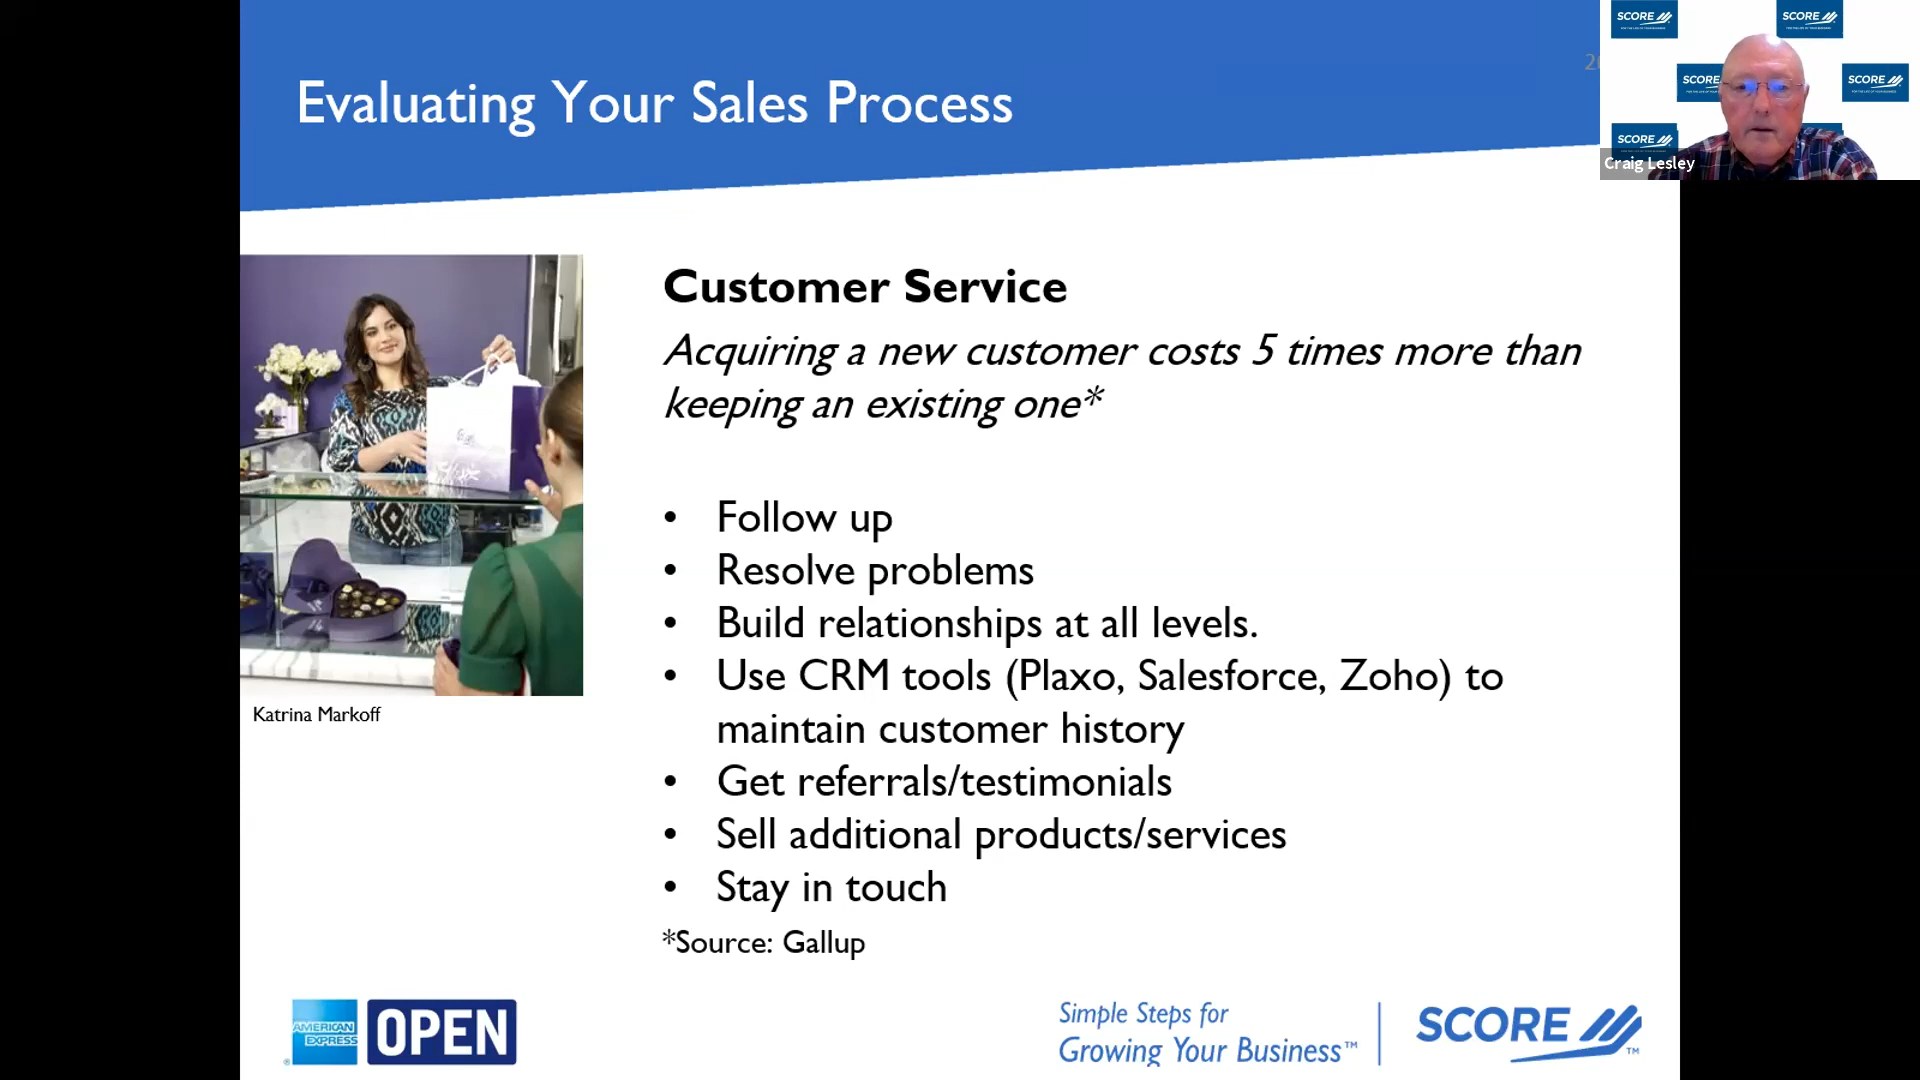 Evaluating Your Sales Process
SCORE
SCORE
SCORE
SCORE
SCORE
Craig Lesley
Customer Service
Acquiring a new customer costs 5 times more than
keeping an existing one*
• Follow up
• Resolve problems
• Build relationships at all levels.
• Use CRM tools (Plaxo, Salesforce, Zoho) to
maintain customer history
• Get referrals/testimonials
• Sell additional products/services
• Stay in touch
*Source: Gallup
Katrina Markoff
AMERICAN
EXPRESS
®
OPEN
Simple Steps for
Growing Your Business™
SCORE ™